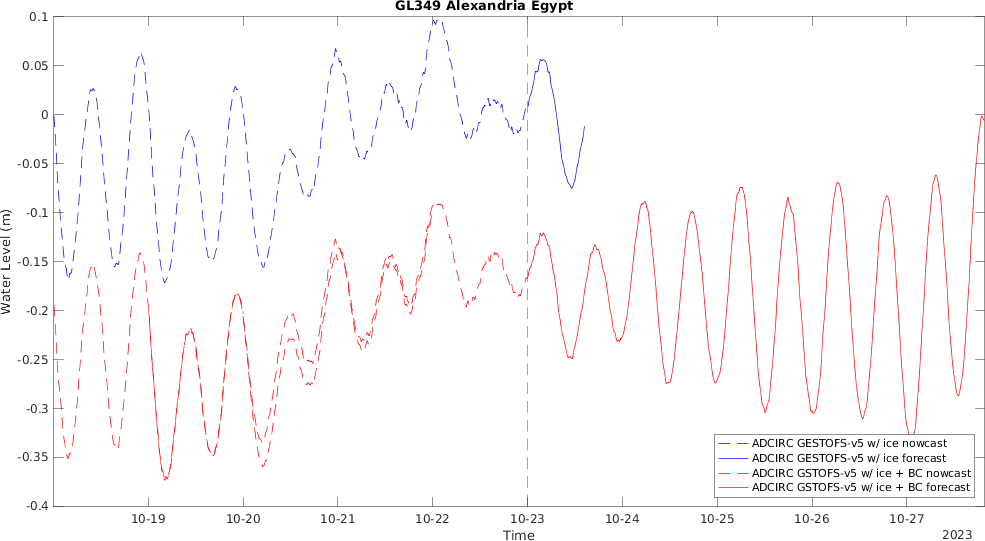 GL349 Alexandria Egypt
0.1
0.05
0
-0.05
-0.1
-0.15
-0.2
-0.25
-0.3
-0.35
-0.4
Water Level (m)
ADCIRC GESTOFS-v5 w/ ice nowcast
ADCIRC GESTOFS-v5 w/ ice forecast
ADCIRC GSTOFS-v5 w/ ice + BC nowcast
ADCIRC GSTOFS-v5 w/ ice + BC forecast
10-19 10-20 10-21 10-22 10-23 10-24 10-25 10-26 10-27
Time
2023